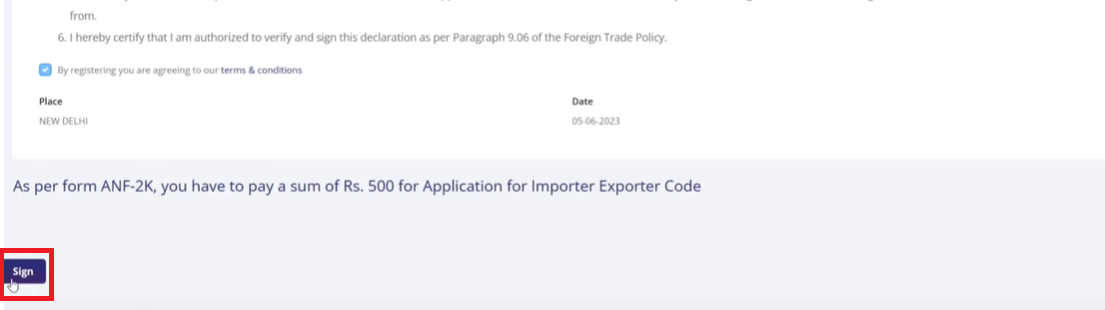 from.
6. I hereby certify that I am authorized to verify and sign this declaration as per Paragraph 9.06 of the Foreign Trade Policy.
By registering you are agreeing to our terms & conditions
Place
Date
NEW DELHI
05-06-2023
As per form ANF-2K, you have to pay a sum of Rs. 500 for Application for Importer Exporter Code
Sign